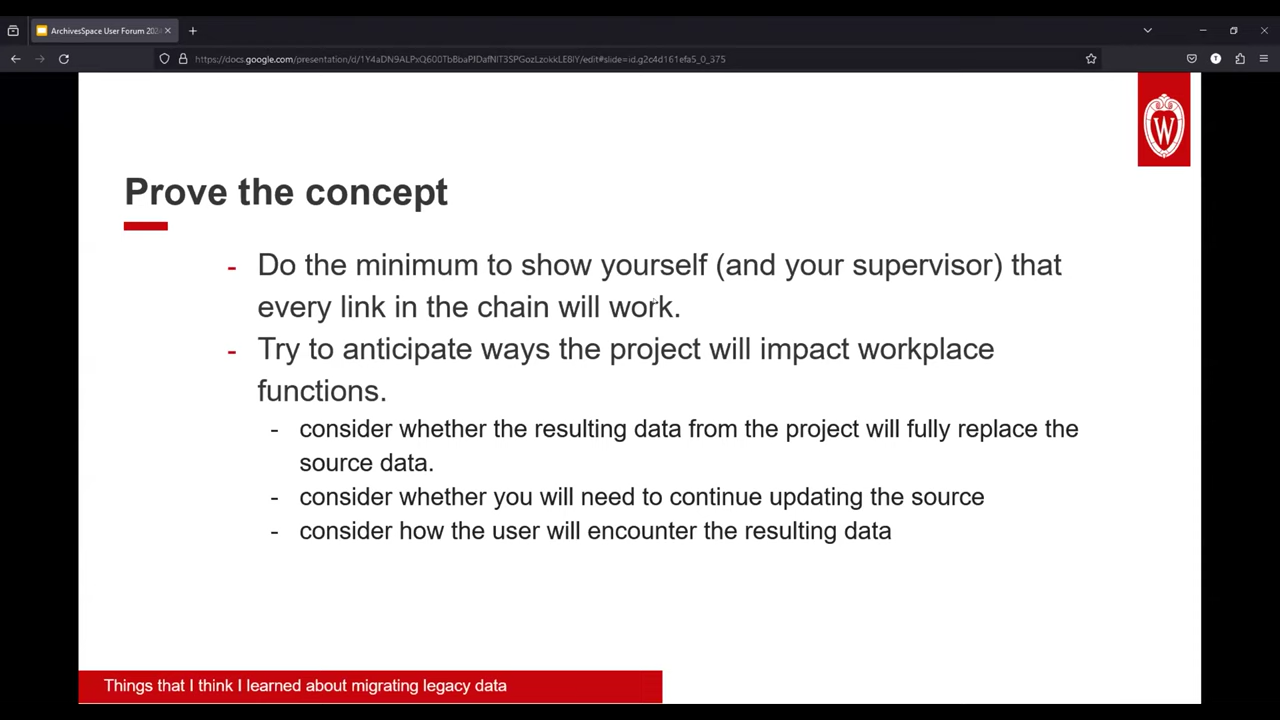 ArchivesSpace User Forum 202
https://docs.google.com/presentation/d/1Y4aDN9ALPxQ600TbBbaPJDafNIT3SPGozLzokkLE8IY/edit#slide=id.g2c4d161efa5_0_375
T
W
Prove the concept
- Do the minimum to show yourself (and your supervisor) that
every link in the chain will work.
- Try to anticipate ways the project will impact workplace
functions.
- consider whether the resulting data from the project will fully replace the
source data.
- consider whether you will need to continue updating the source
- consider how the user will encounter the resulting data
Things that I think I learned about migrating legacy data